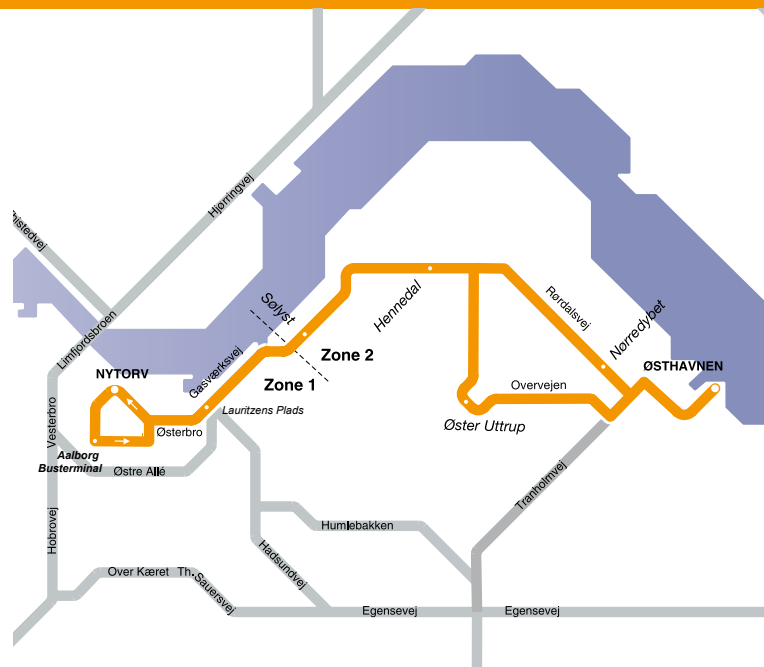 Hjørringvej
histedvej
Limfjordsbroen
Sølyst
Hennedal
Rørdalsvej
Nørredybet
Zone 2
Zone 1
ØSTHAVNEN
NYTORV
Gasværksvej
Overvejen
Lauritzens Plads
Vesterbro
Østerbro
Øster Uttrup
Aalborg
Busterminal
Østre Allé
Tranholmvej
Humlebakken
Hobrovej
Hadsundvej
Over Kæret
Th. Sauersvej
Egensevej
Egensevej